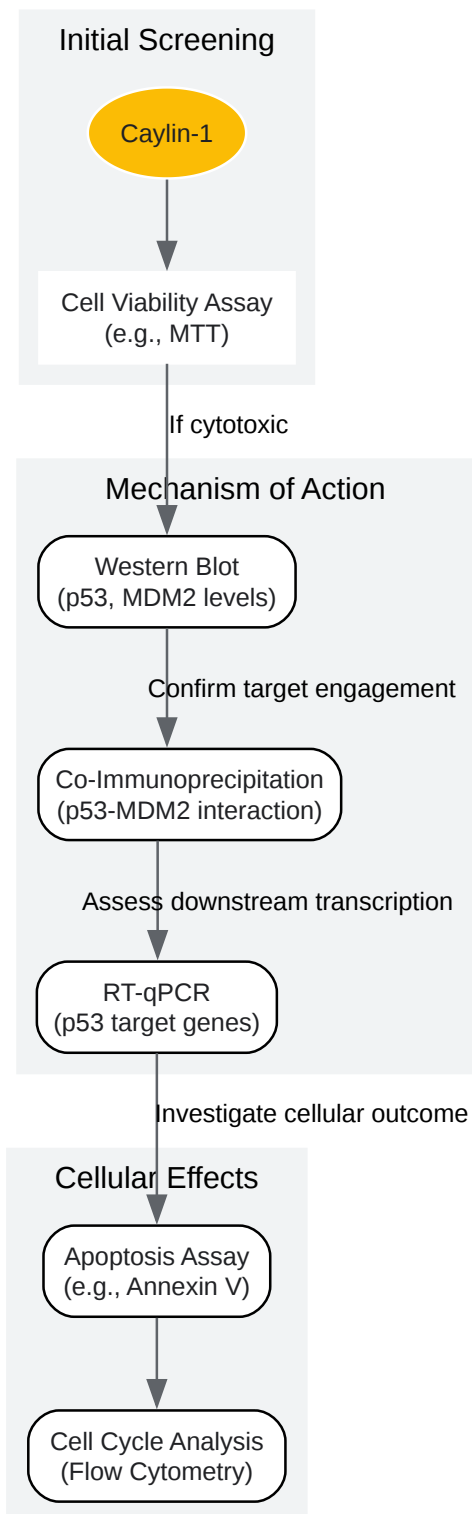 Initial Screening
Caylin-1
Cell Viability Assay
(e.g., MTT)
If cytotoxic
Mechanism of Action
Western Blot
(p53, MDM2 levels)
Confirm target engagement
Co-Immunoprecipitation
(p53-MDM2 interaction)
Assess downstream transcription
RT-qPCR
(p53 target genes)
Investigate cellular outcome
Cellular Effects
Apoptosis Assay
(e.g., Annexin V)
Cell Cycle Analysis
(Flow Cytometry)